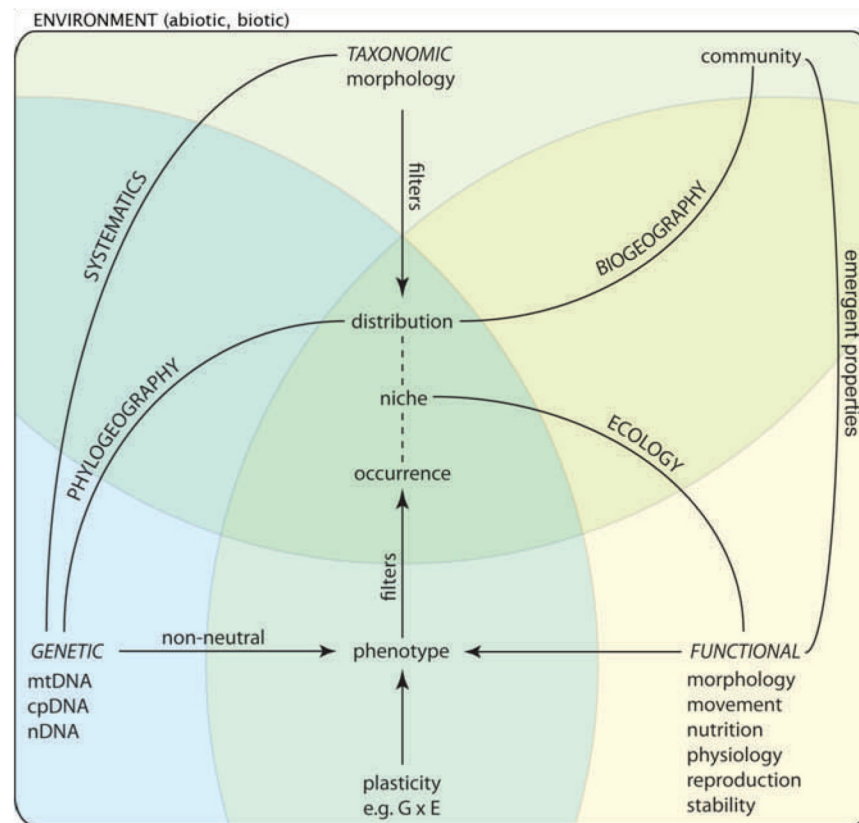 ENVIRONMENT (abiotic, biotic)
TAXONOMIC
morphology
community
filters
SYSTEMATICS
BIOGEOGRAPHY
emergent properties
distribution
PHYLOGEOGRAPHY
niche
ECOLOGY
occurrence
filters
GENETIC
mtDNA
cpDNA
nDNA
non-neutral
phenotype
FUNCTIONAL
morphology
movement
nutrition
physiology
reproduction
stability
plasticity
e.g. G x E